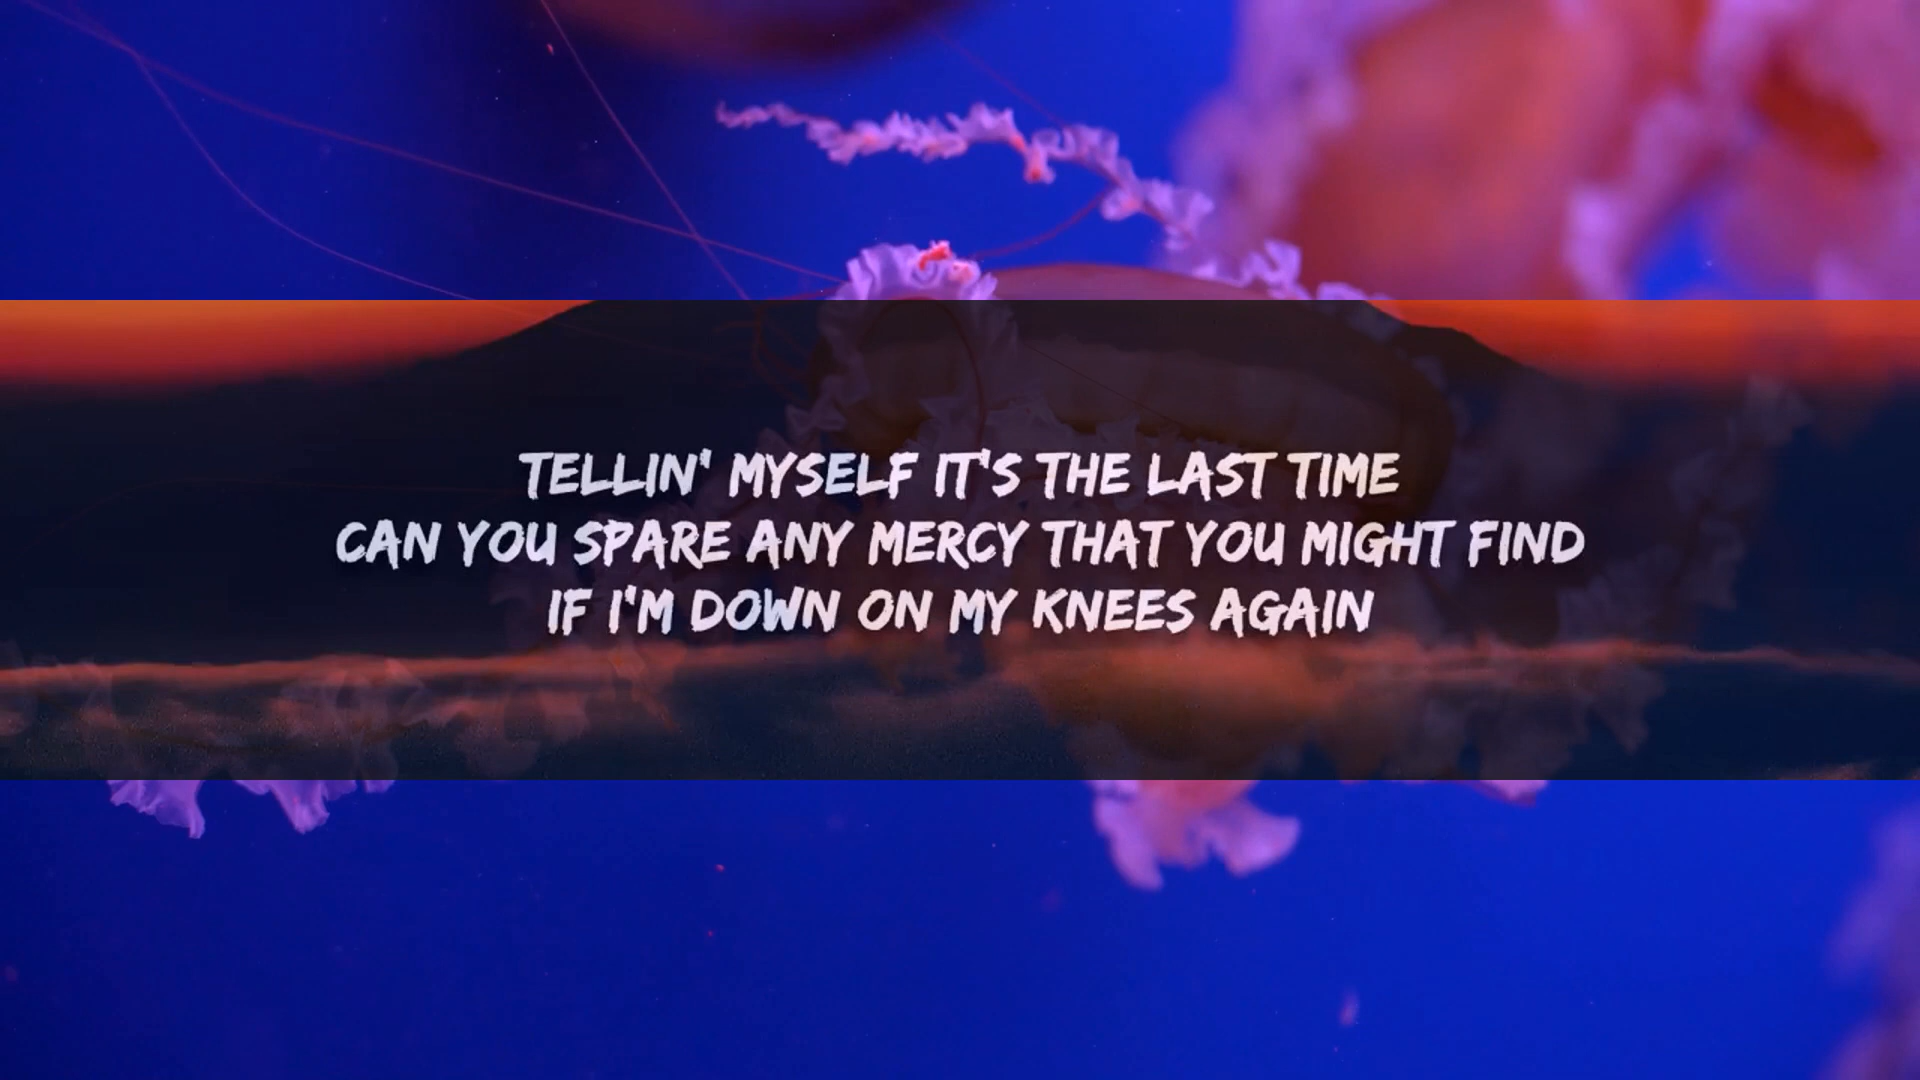 TELLIN' MYSELF IT'S THE LAST TIME
CAN YOU SPARE ANY MERCY THAT YOU MIGHT FIND
IF I'M DOWN ON MY KNEES AGAIN